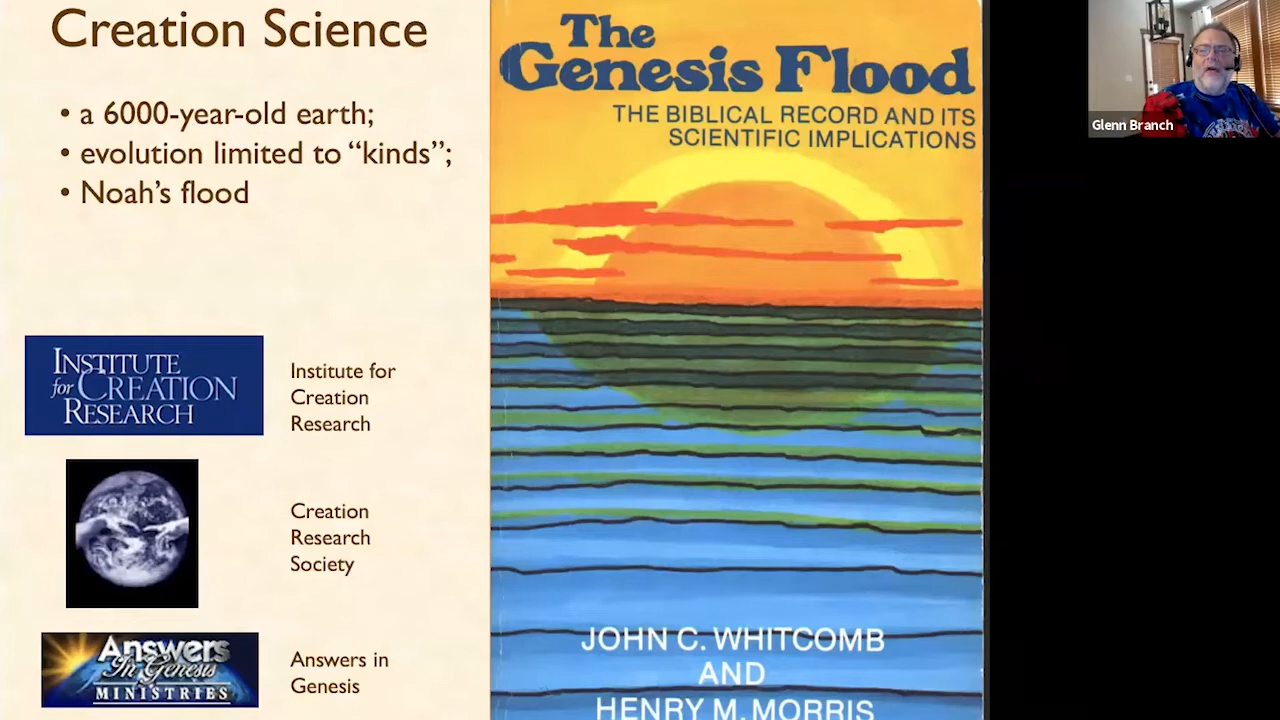 Creation Science
• a 6000-year-old earth;
• evolution limited to “kinds”;
• Noah’s flood
INSTITUTE
for CREATION
RESEARCH
Institute for
Creation
Research
Creation
Research
Society
Answers
In Genesis
MINISTRIES
Answers in
Genesis
The
Genesis Flood
THE BIBLICAL RECORD AND ITS
SCIENTIFIC IMPLICATIONS
JOHN C. WHITCOMB
AND
HENRY M. MORRIS
Glenn Branch